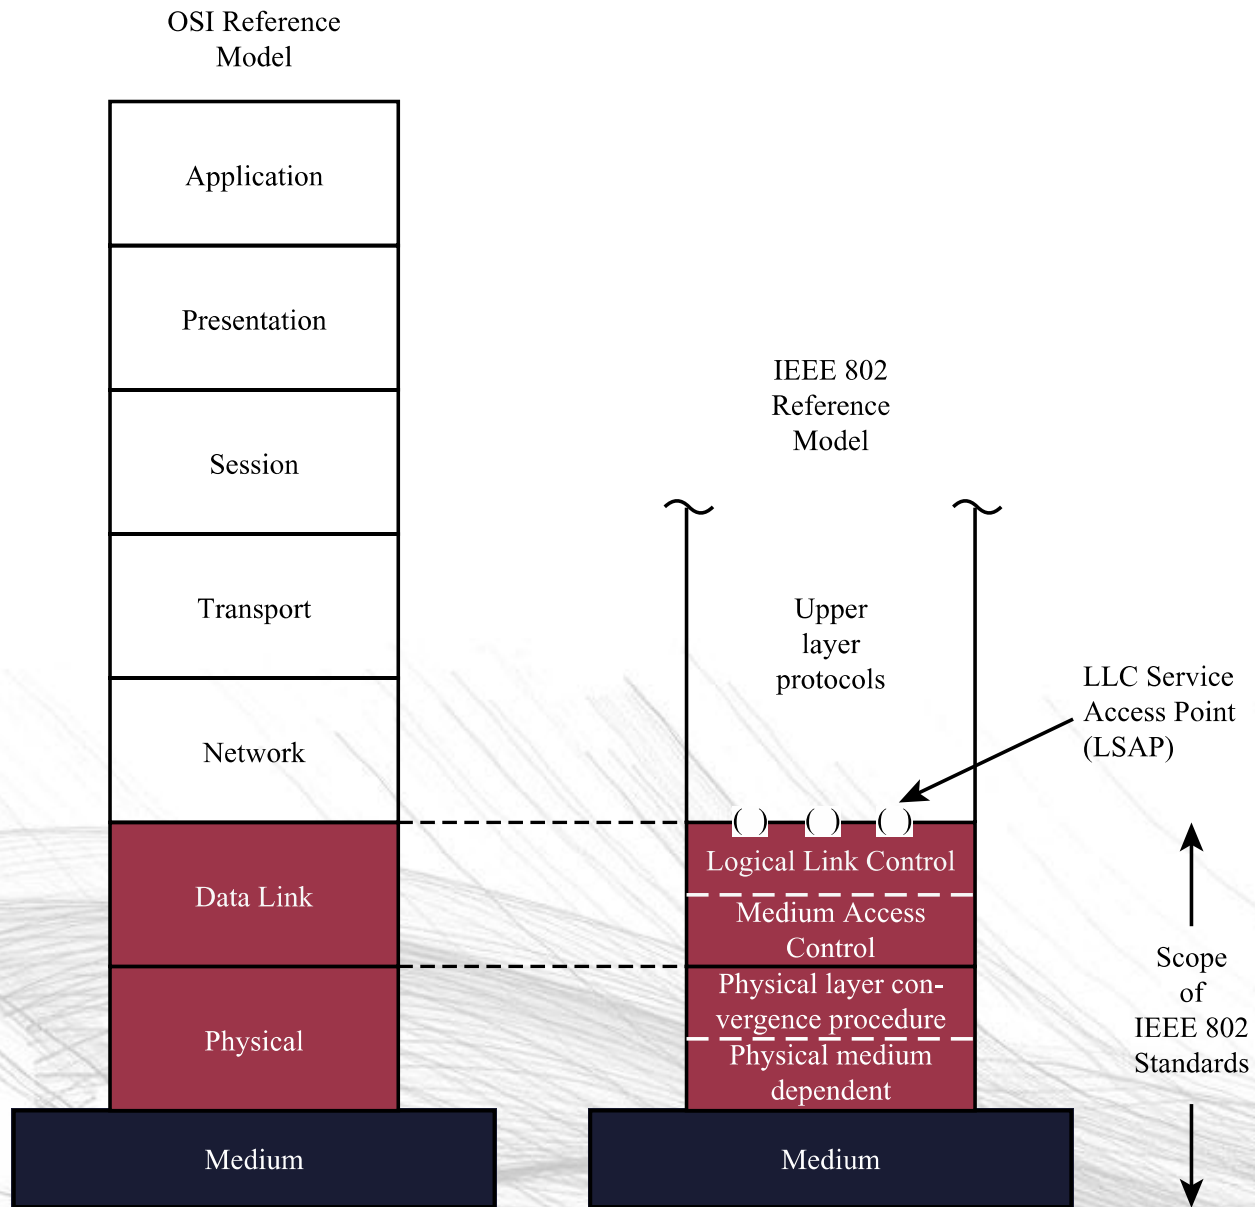 OSI Reference
Model
Application
Presentation
Session
Transport
Network
Data Link
Physical
Medium
IEEE 802
Reference
Model
Upper
layer
protocols
LLC Service
Access Point
(LSAP)
( ) ( ) ( )
Logical Link Control
Medium Access
Control
Physical layer con-
vergence procedure
Physical medium
dependent
Medium
Scope
of
IEEE 802
Standards